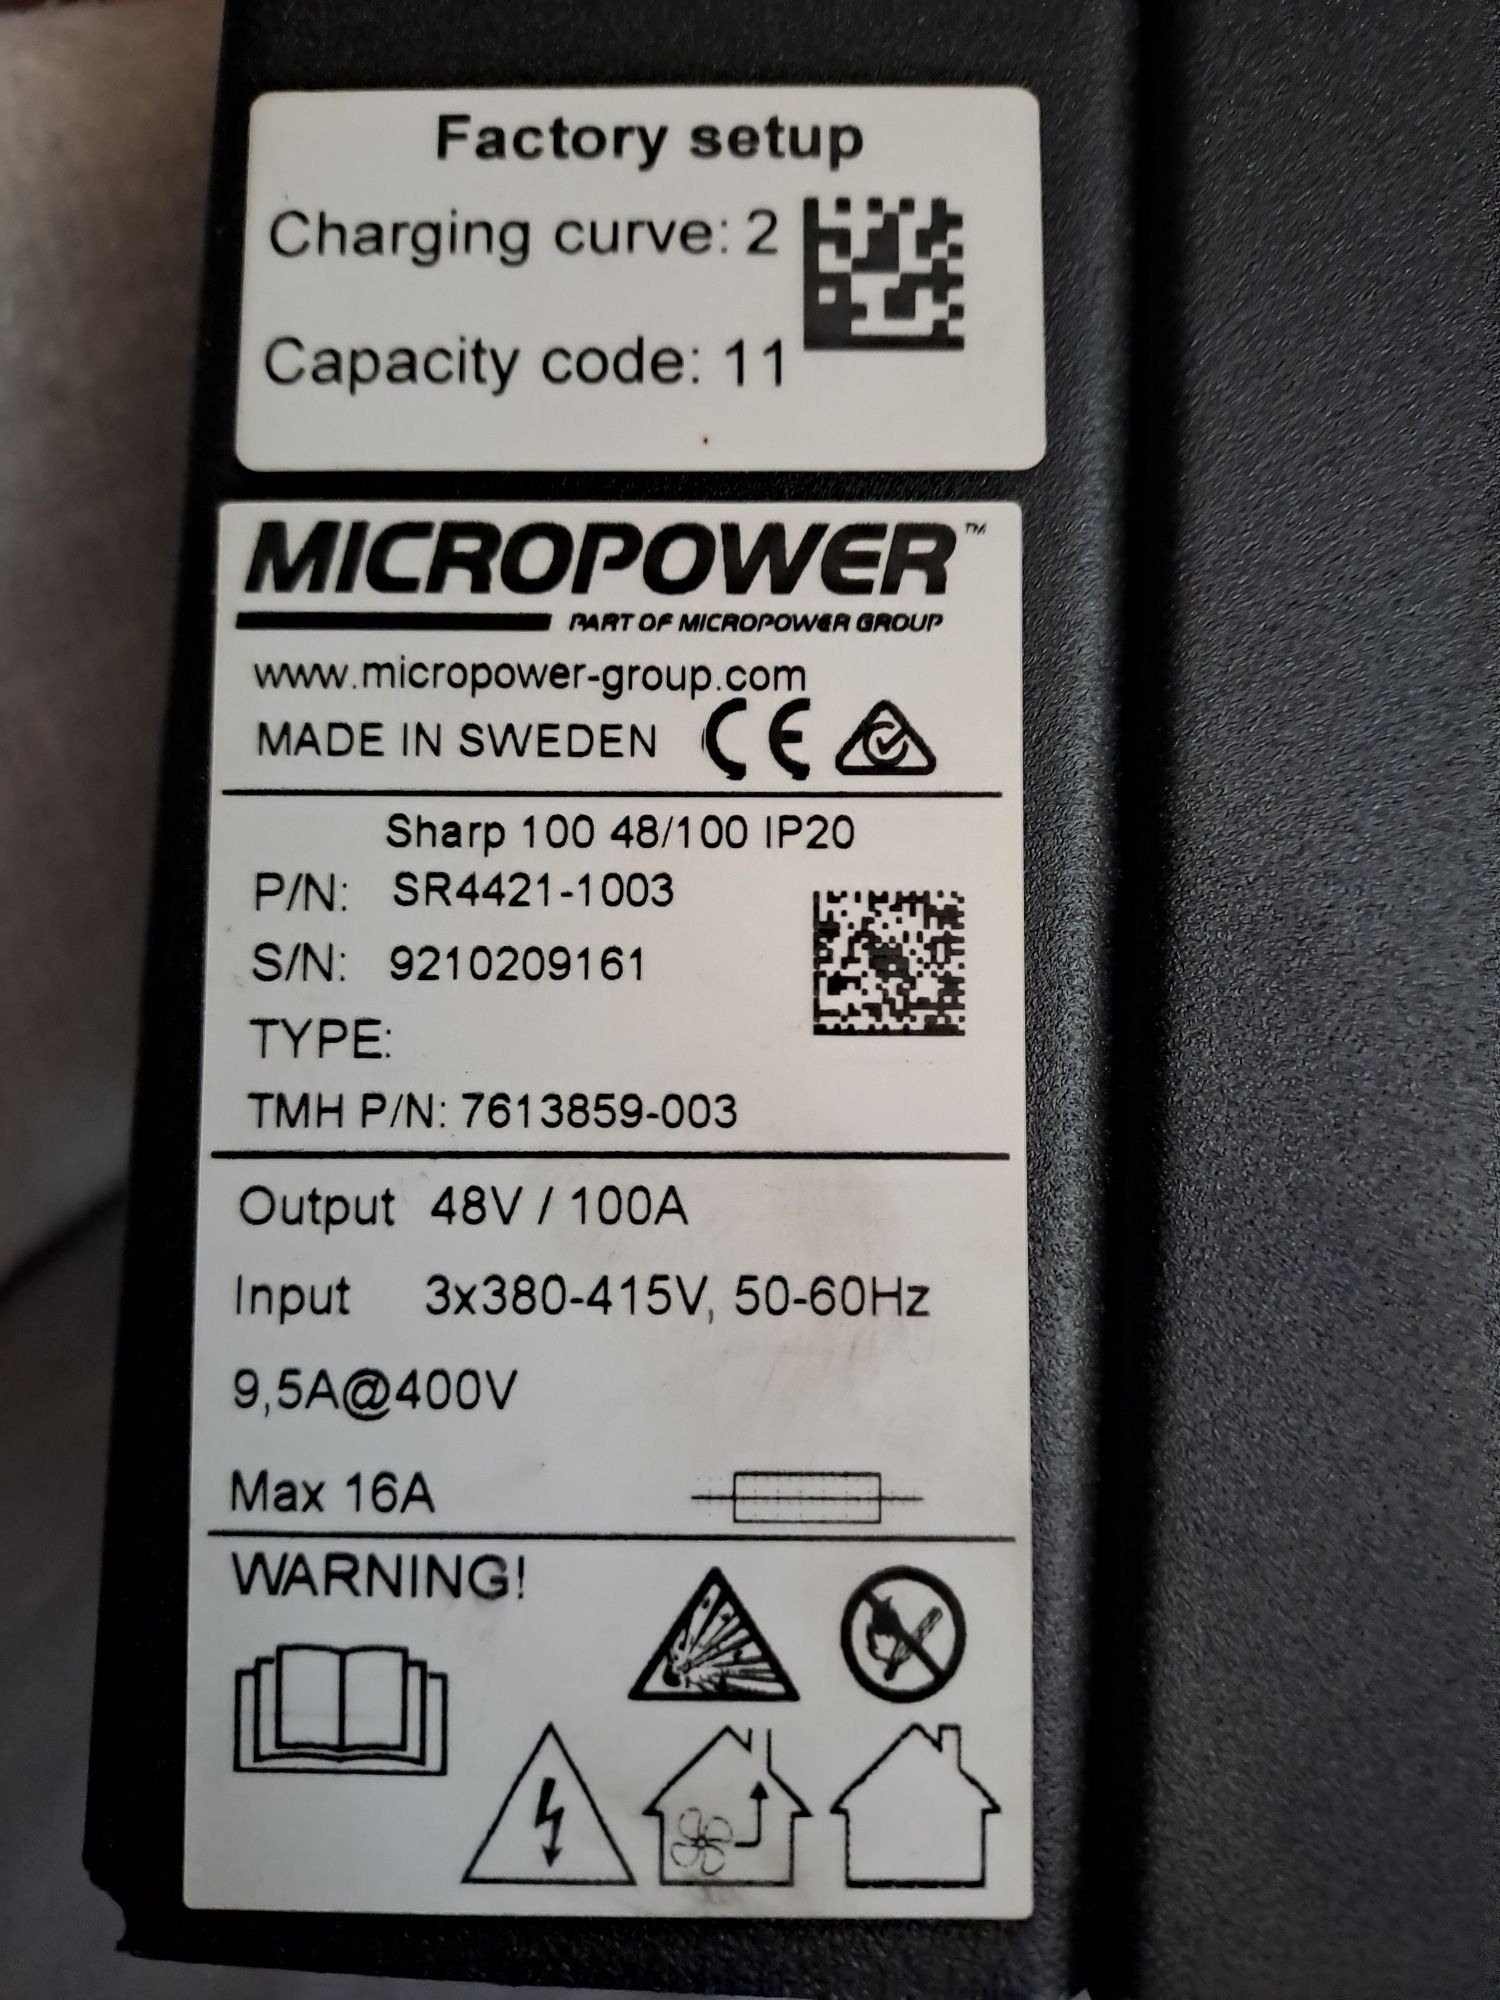 Factory setup
Charging curve: 2
Capacity code: 11
MICROPOWER™
PART OF MICROPOWER GROUP
www.micropower-group.com
MADE IN SWEDEN CE
Sharp 100 48/100 IP20
P/N: SR4421-1003
S/N: 9210209161
TYPE:
TMH P/N: 7613859-003
Output 48V / 100A
Input 3x380-415V, 50-60Hz
9,5A@400V
Max 16A
WARNING!